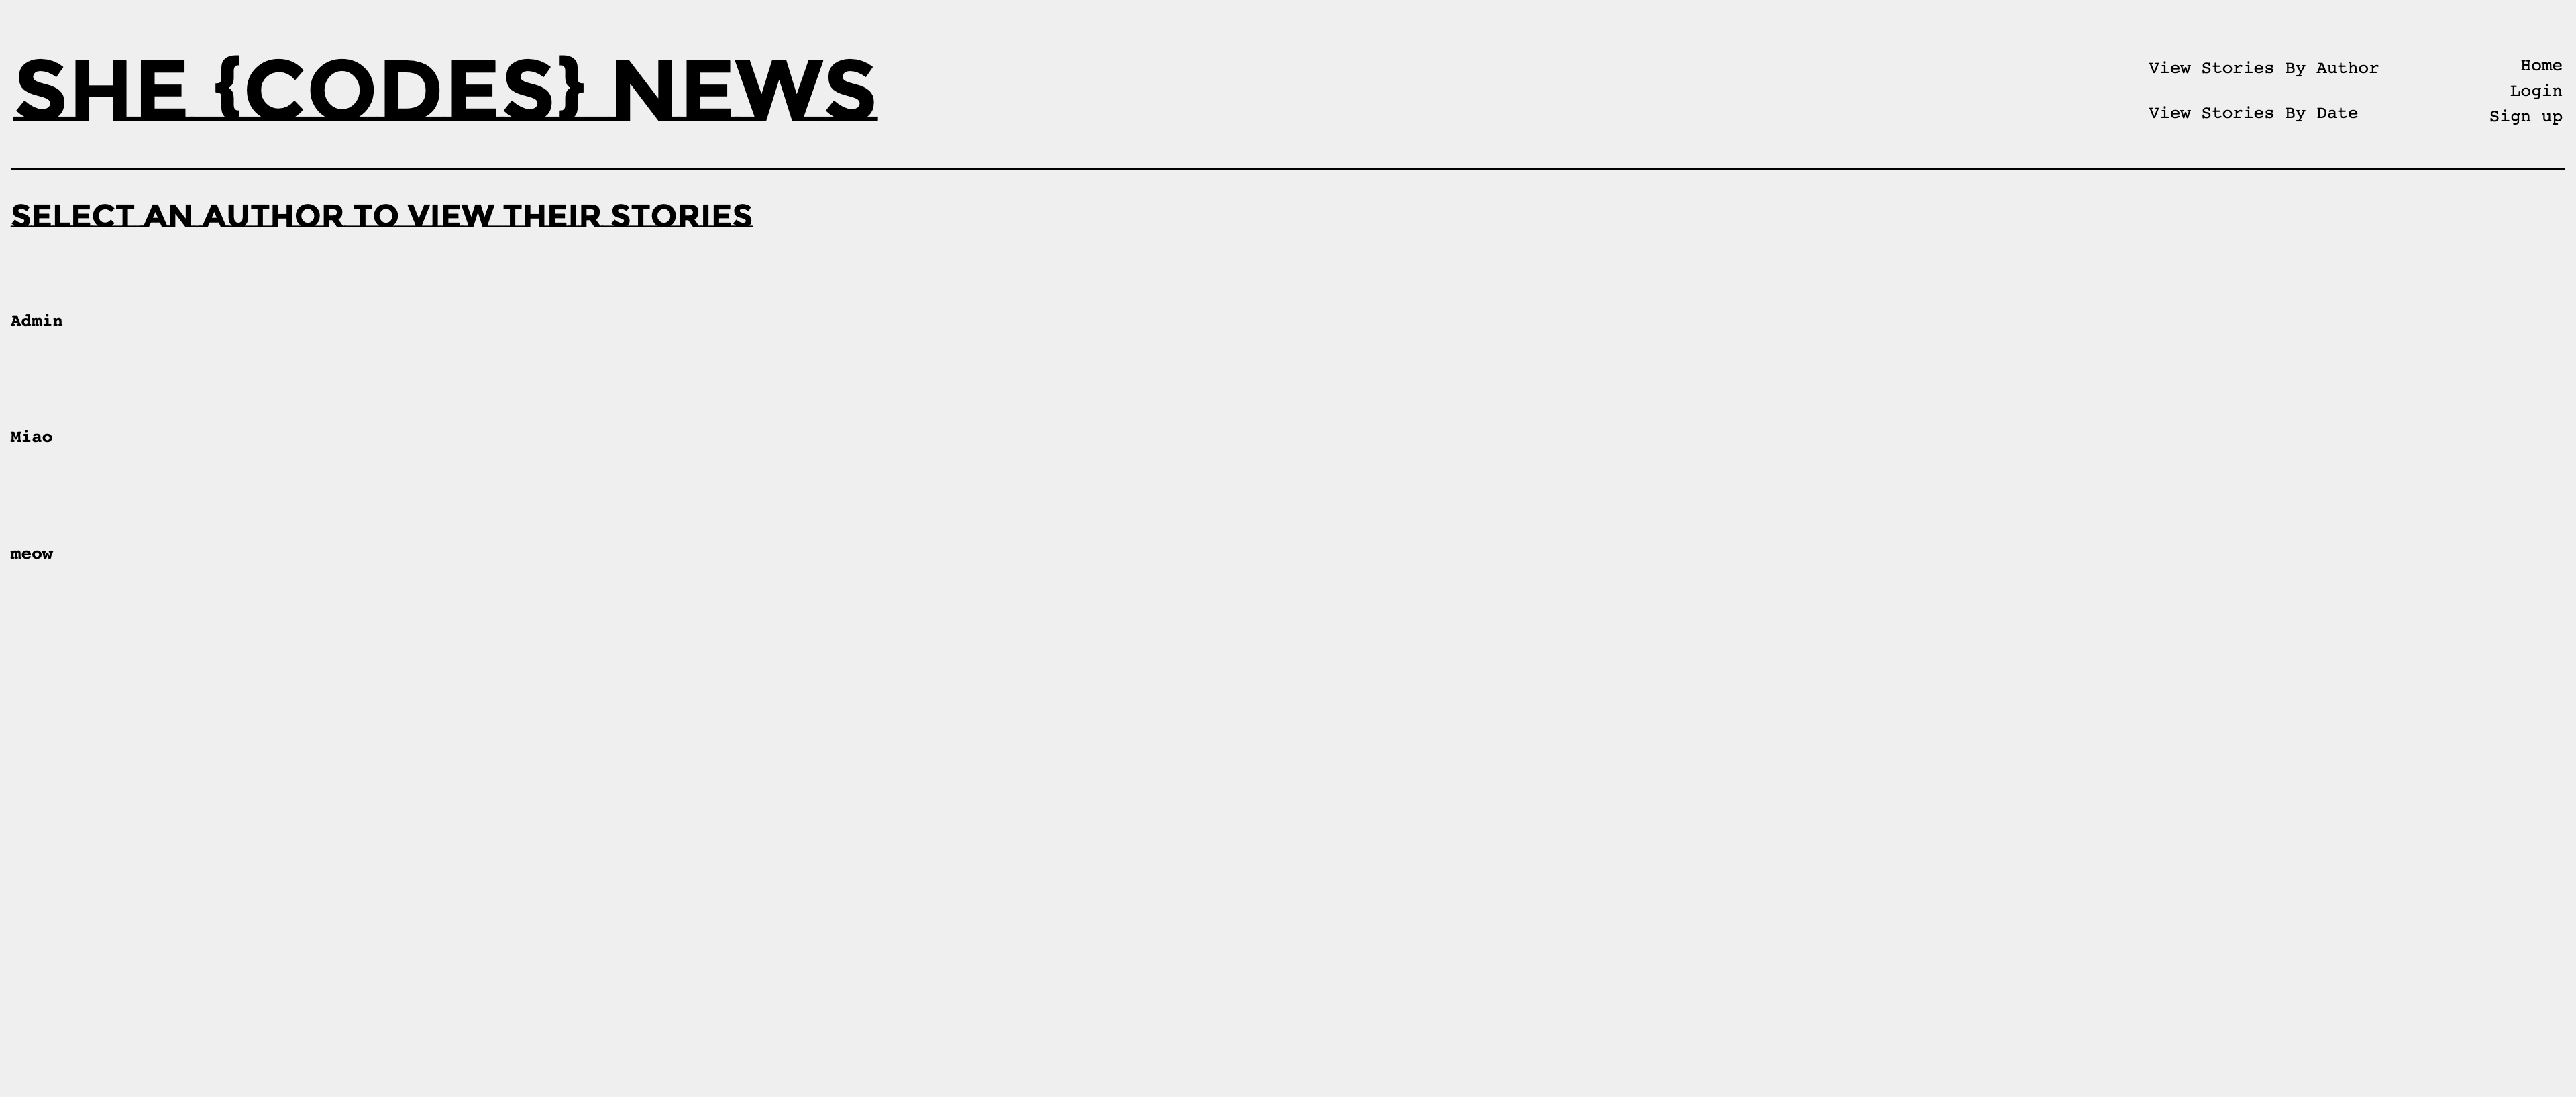 SHE {CODES} NEWS
View Stories By Author
View Stories By Date
Home
Login
Sign up
SELECT AN AUTHOR TO VIEW THEIR STORIES
Admin
Miao
meow